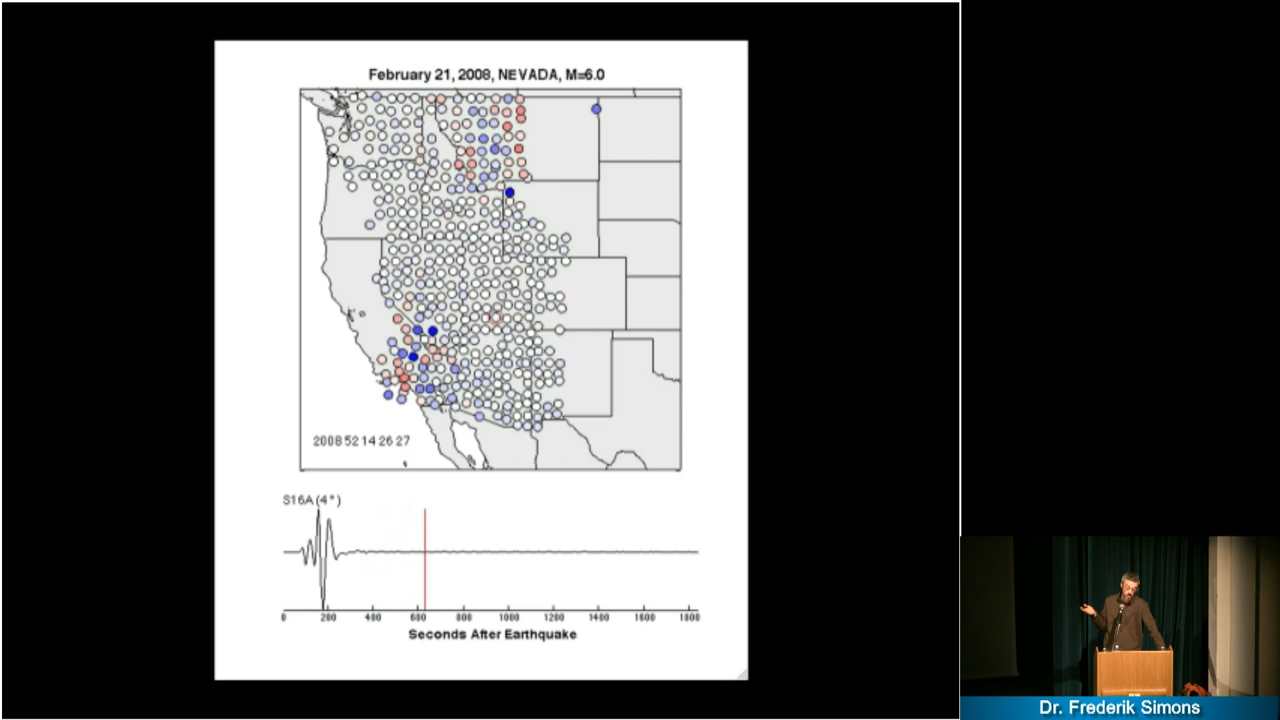 February 21, 2008, NEVADA, M=6.0
2008 52 14 26 27
S16A (4°)
0 200 400 600 800 1000 1200 1400 1600 1800
Seconds After Earthquake
Dr. Frederik Simons